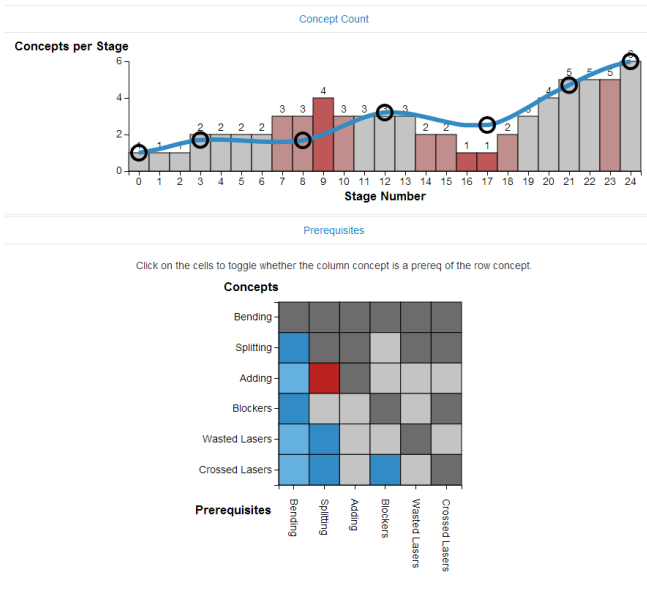 Concept Count
Concepts per Stage
6
4
2
0
1 1 1 2 2 2 2 3 3 4 3 3 3 3 2 2 1 1 2 3 4 5 5 5 6
0 1 2 3 4 5 6 7 8 9 10 11 12 13 14 15 16 17 18 19 20 21 22 23 24
Stage Number
Prerequisites
Click on the cells to toggle whether the column concept is a prereq of the row concept.
Concepts
Bending
Splitting
Adding
Blockers
Wasted Lasers
Crossed Lasers
Prerequisites
Bending
Splitting
Adding
Blockers
Wasted Lasers
Crossed Lasers